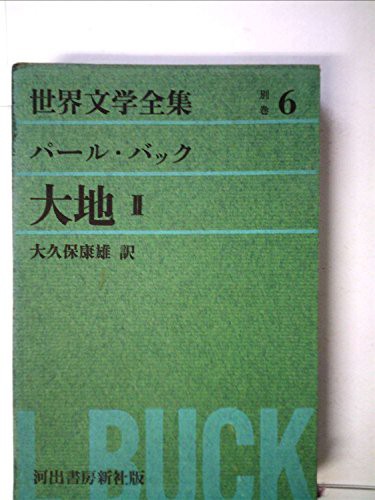 世界文学全集 別巻 6
パール・バック
大地 Ⅱ
大久保康雄 訳
L BUCK
河出書房新社版